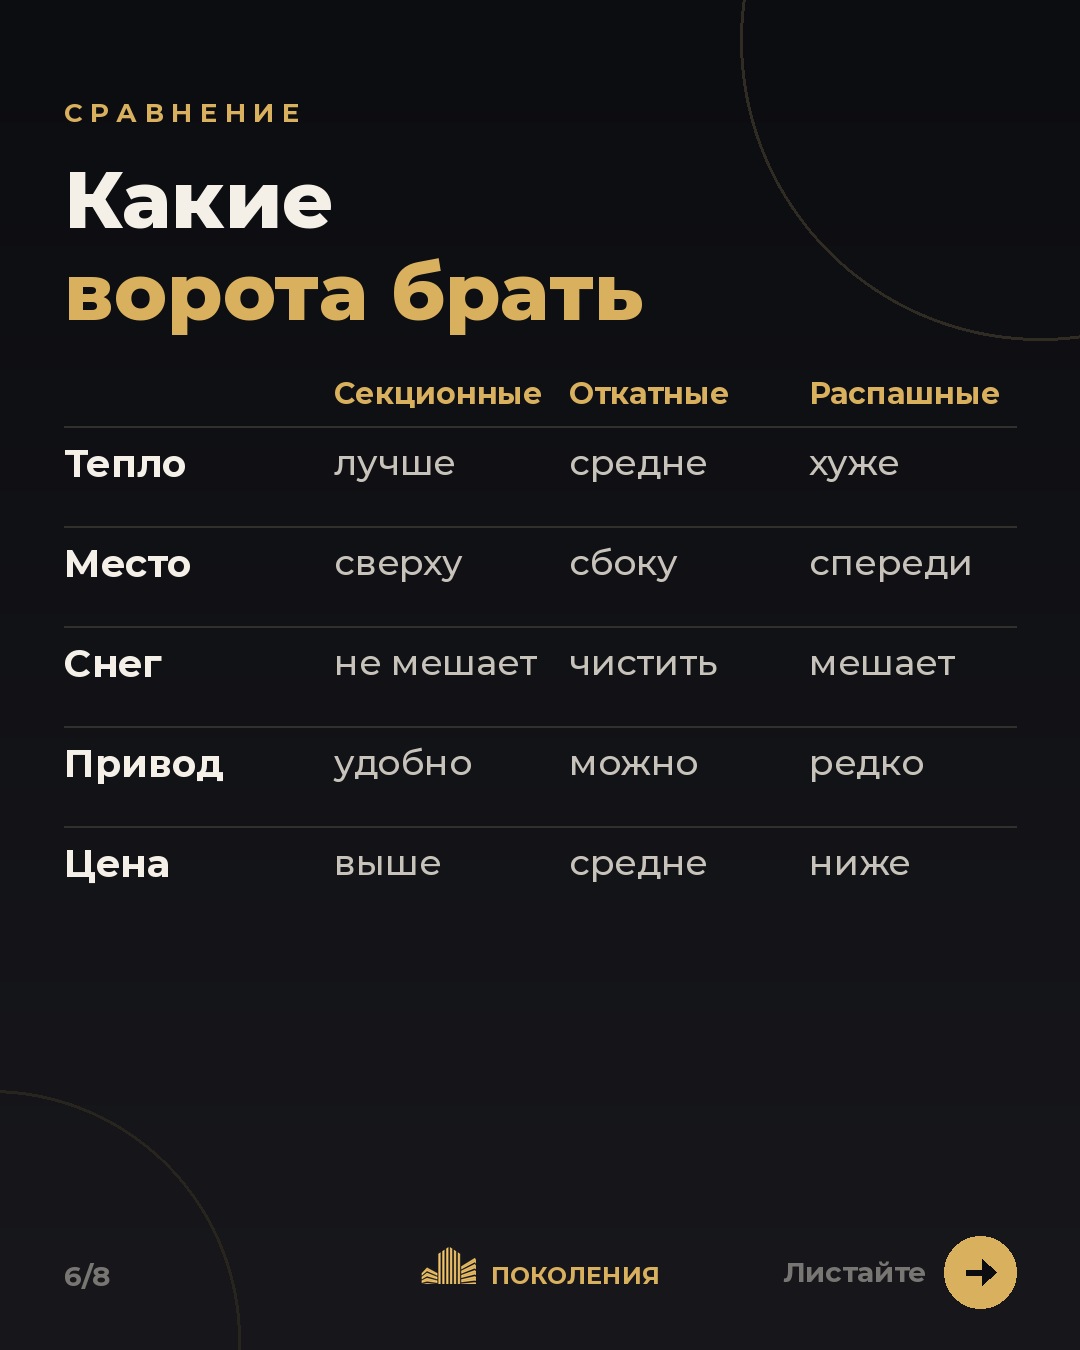 СРАВНЕНИЕ
Какие
ворота брать
Секционные Откатные Распашные
Тепло лучше средне хуже
Место сверху сбоку спереди
Снег не мешает чистить мешает
Привод удобно можно редко
Цена выше средне ниже
6/8 ПОКОЛЕНИЯ Листайте